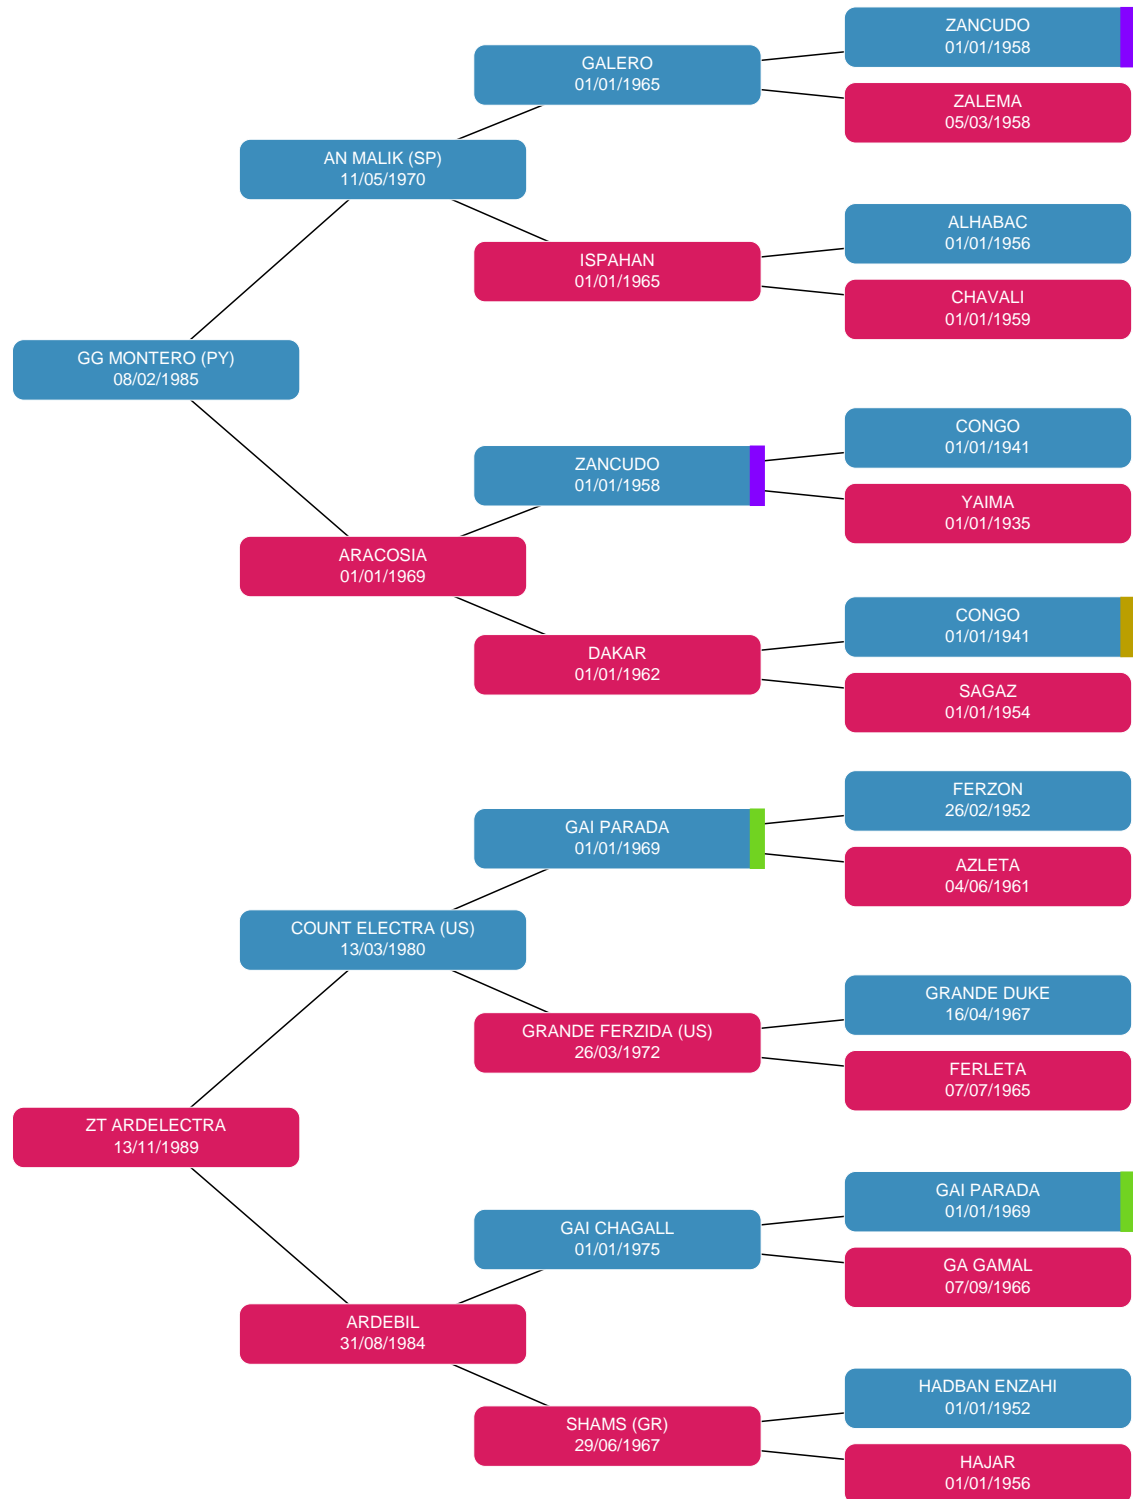 ZANCUDO
01/01/1958
GALERO
01/01/1965
ZALEMA
05/03/1958
AN MALIK (SP)
11/05/1970
ALHABAC
01/01/1956
ISPAHAN
01/01/1965
CHAVALI
01/01/1959
GG MONTERO (PY)
08/02/1985
CONGO
01/01/1941
ZANCUDO
01/01/1958
YAIMA
01/01/1935
ARACOSIA
01/01/1969
CONGO
01/01/1941
DAKAR
01/01/1962
SAGAZ
01/01/1954
FERZON
26/02/1952
GAI PARADA
01/01/1969
AZLETA
04/06/1961
COUNT ELECTRA (US)
13/03/1980
GRANDE DUKE
16/04/1967
GRANDE FERZIDA (US)
26/03/1972
FERLETA
07/07/1965
ZT ARDELECTRA
13/11/1989
GAI PARADA
01/01/1969
GAI CHAGALL
01/01/1975
GA GAMAL
07/09/1966
ARDEBIL
31/08/1984
HADBAN ENZAHI
01/01/1952
SHAMS (GR)
29/06/1967
HAJAR
01/01/1956